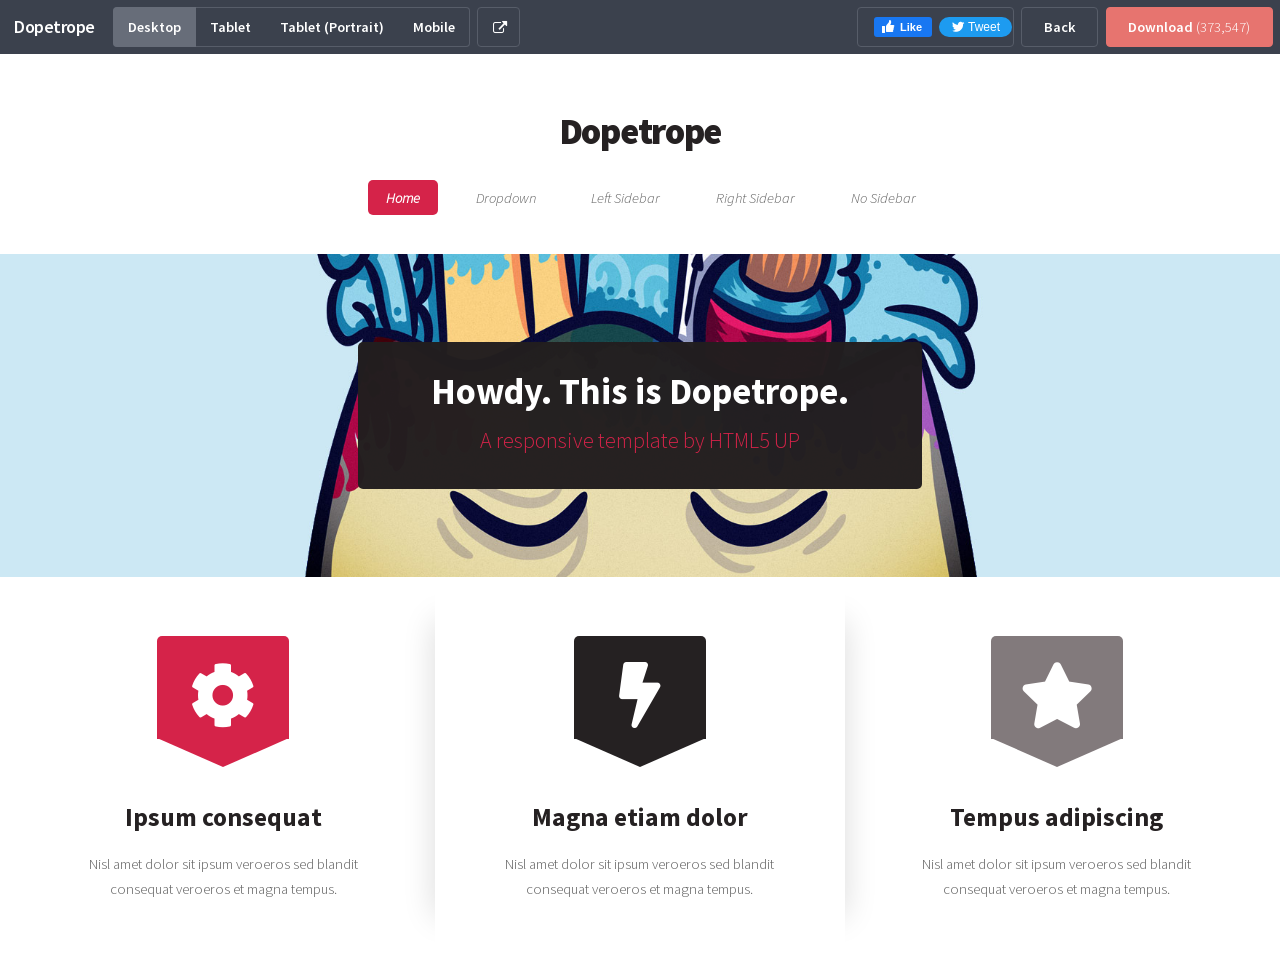 Dopetrope
Desktop
Tablet
Tablet (Portrait)
Mobile
Like
Tweet
Back
Download (373,547)
Dopetrope
Home
Dropdown
Left Sidebar
Right Sidebar
No Sidebar
Howdy. This is Dopetrope.
A responsive template by HTML5 UP
Ipsum consequat
Nisl amet dolor sit ipsum veroeros sed blandit
consequat veroeros et magna tempus.
Magna etiam dolor
Nisl amet dolor sit ipsum veroeros sed blandit
consequat veroeros et magna tempus.
Tempus adipiscing
Nisl amet dolor sit ipsum veroeros sed blandit
consequat veroeros et magna tempus.